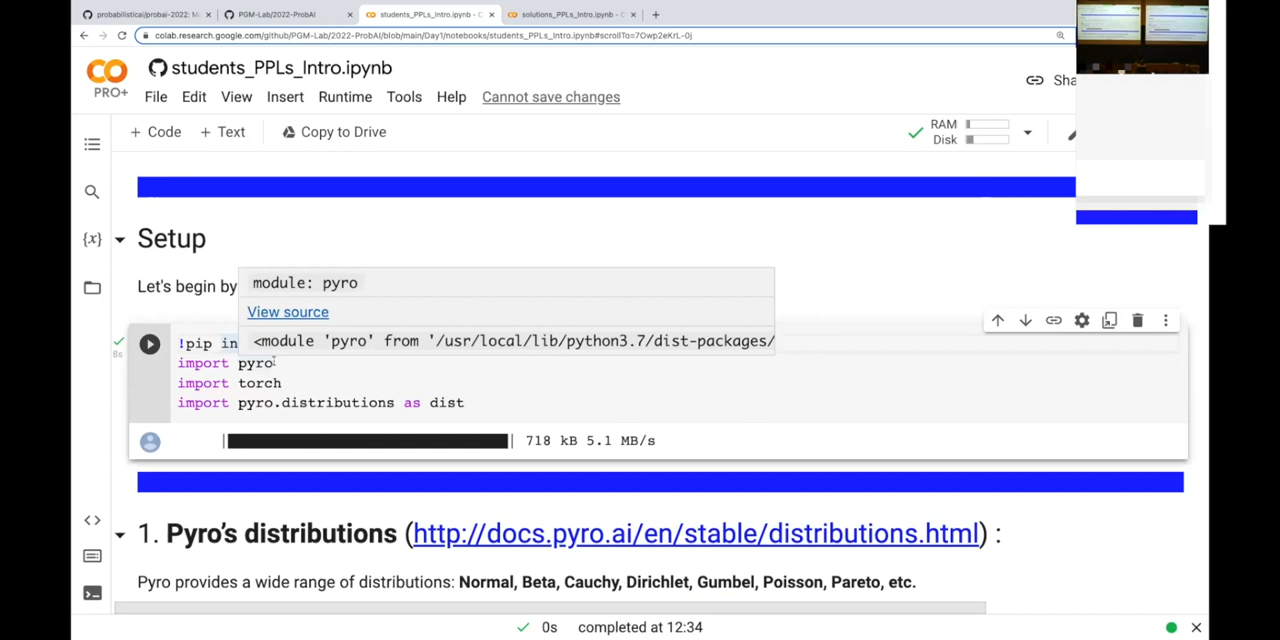 probabilisticai/probai-2022: M
PGM-Lab/2022-ProbAI
students_PPLs_Intro.ipynb - C
solutions_PPLs_Intro.ipynb - C
colab.research.google.com/github/PGM-Lab/2022-ProbAI/blob/main/Day1/notebooks/students_PPLs_Intro.ipynb#scrollTo=7Owp2eKrL-0j
CO
PRO+
students_PPLs_Intro.ipynb
Sha
File Edit View Insert Runtime Tools Help Cannot save changes
+ Code + Text Copy to Drive
RAM
Disk
{x}
Setup
Let's begin by
module: pyro
View source
<module 'pyro' from '/usr/local/lib/python3.7/dist-packages/
8s
!pip in
import pyro
import torch
import pyro.distributions as dist
718 kB 5.1 MB/s
1. Pyro’s distributions (http://docs.pyro.ai/en/stable/distributions.html) :
Pyro provides a wide range of distributions: Normal, Beta, Cauchy, Dirichlet, Gumbel, Poisson, Pareto, etc.
0s completed at 12:34